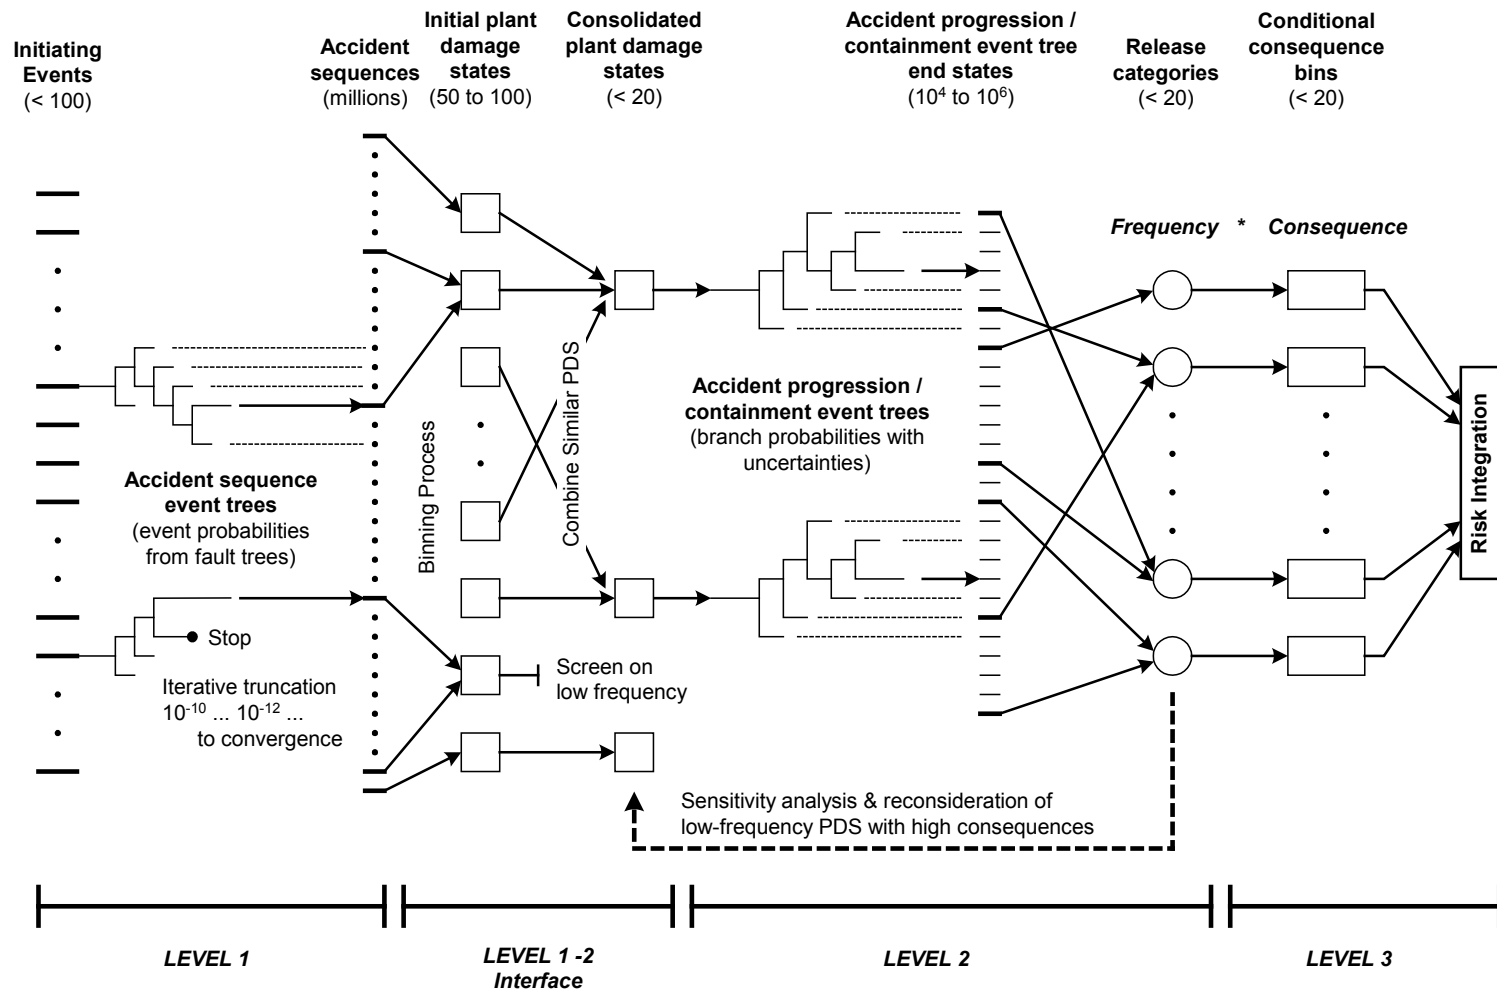 Initiating
Events
(< 100)
Accident
sequences
(millions)
Initial plant
damage
states
(50 to 100)
Consolidated
plant damage
states
(< 20)
Accident progression /
containment event tree
end states
(10⁴ to 10⁶)
Release
categories
(< 20)
Conditional
consequence
bins
(< 20)
Frequency * Consequence
Accident sequence
event trees
(event probabilities
from fault trees)
Stop
Iterative truncation
10⁻¹⁰ ... 10⁻¹² ...
to convergence
Binning Process
Combine Similar PDS
Screen on
low frequency
Accident progression /
containment event trees
(branch probabilities with
uncertainties)
Risk Integration
Sensitivity analysis & reconsideration of
low-frequency PDS with high consequences
LEVEL 1
LEVEL 1 -2
Interface
LEVEL 2
LEVEL 3